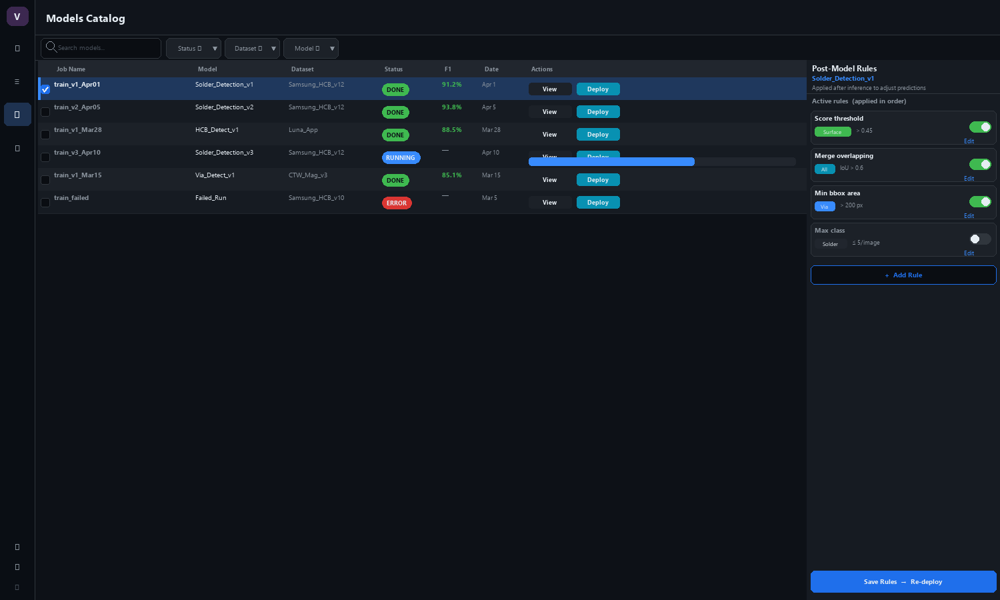 V
Models Catalog
Search models...
Status ▼
Dataset ▼
Model ▼
Job Name Model Dataset Status F1 Date Actions
train_v1_Apr01 Solder_Detection_v1 Samsung_HCB_v12 DONE 91.2% Apr 1 View Deploy
train_v2_Apr05 Solder_Detection_v2 Samsung_HCB_v12 DONE 93.8% Apr 5 View Deploy
train_v1_Mar28 HCB_Detect_v1 Luna_App DONE 88.5% Mar 28 View Deploy
train_v3_Apr10 Solder_Detection_v3 Samsung_HCB_v12 RUNNING — Apr 10 View Deploy
train_v1_Mar15 Via_Detect_v1 CTW_Mag_v3 DONE 85.1% Mar 15 View Deploy
train_failed Failed_Run Samsung_HCB_v10 ERROR — Mar 5 View Deploy
Post-Model Rules
Solder_Detection_v1
Applied after inference to adjust predictions
Active rules (applied in order)
Score threshold
Surface > 0.45
Edit
Merge overlapping
All IoU > 0.6
Edit
Min bbox area
Via > 200 px
Edit
Max class
Solder ≤ 5/image
Edit
+ Add Rule
Save Rules → Re-deploy